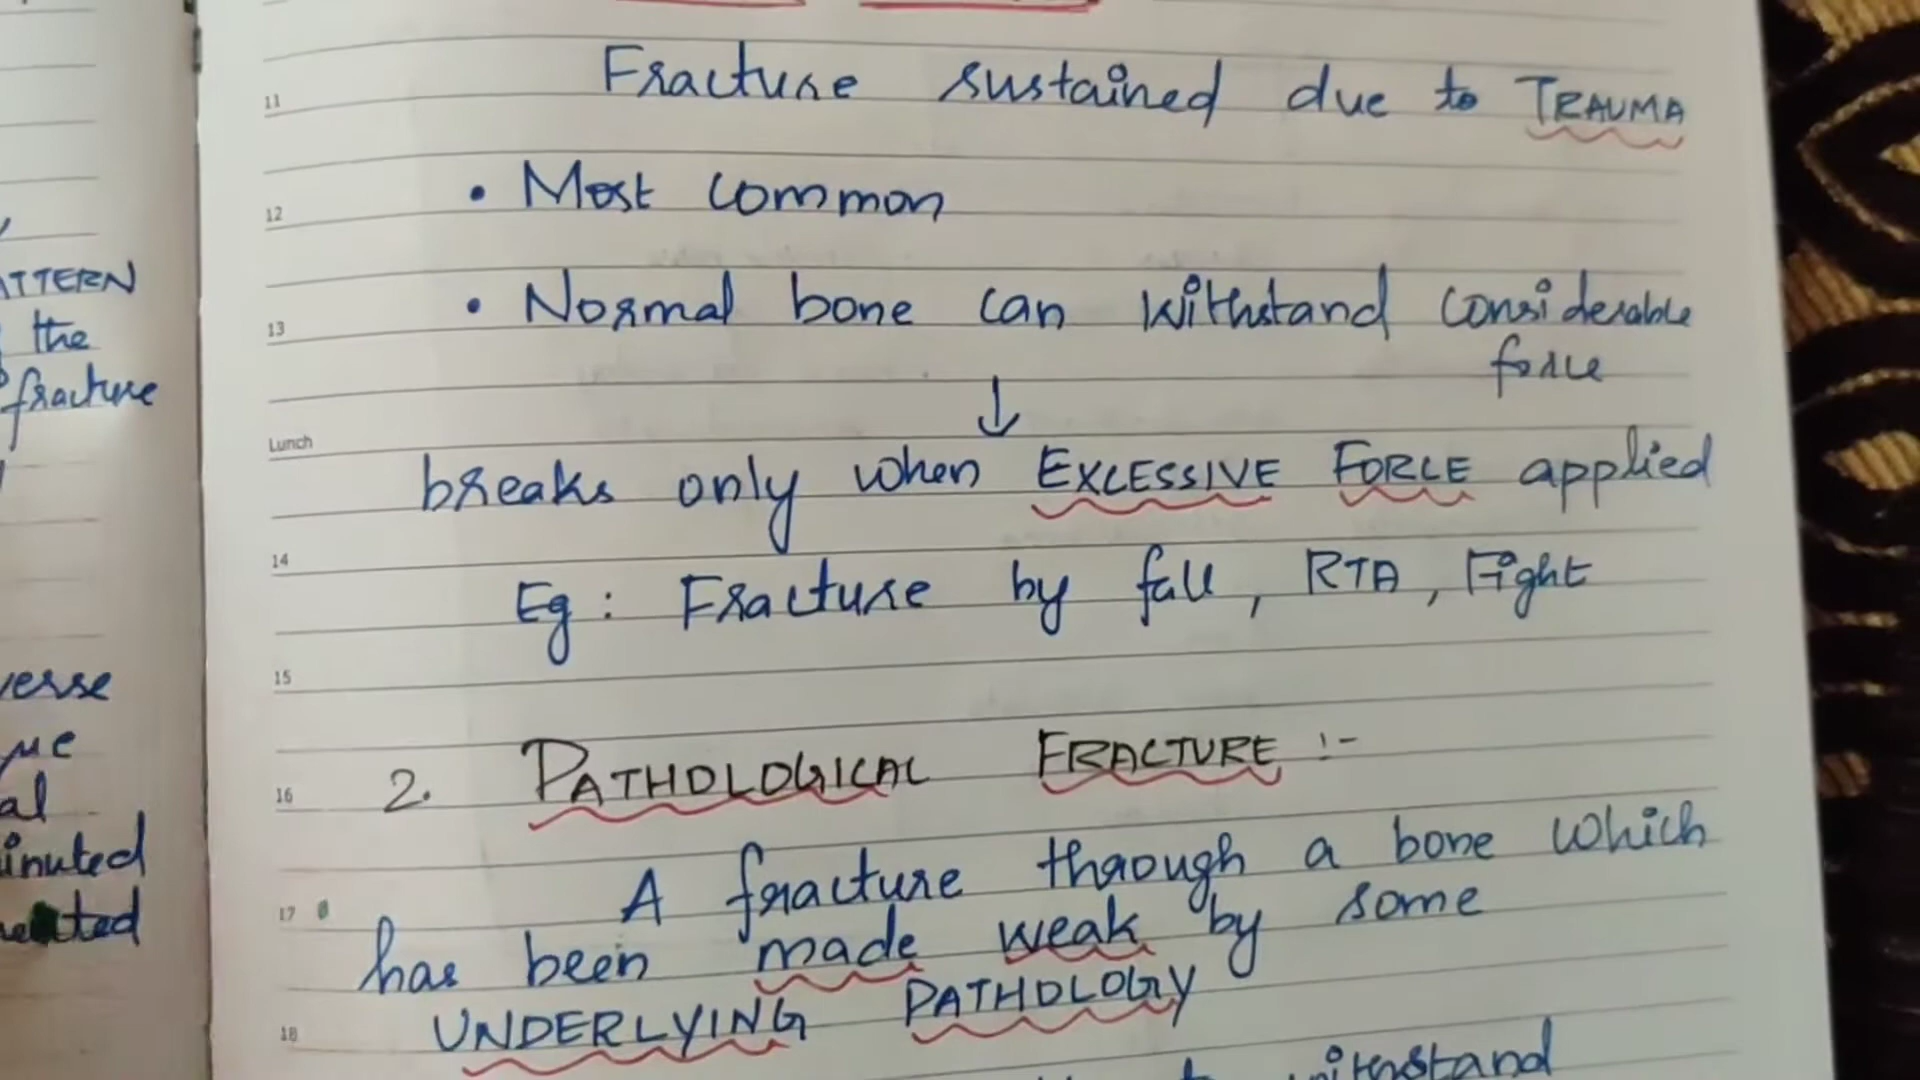 ATTERN
the
fracture
verse
al
inuted
ted
11
Fracture sustained due to TRAUMA
12
• Most common
13
• Normal bone can withstand considerable
force
↓
Lunch
breaks only when EXCESSIVE FORCE applied
14
Eg : Fracture by fall, RTA, Fight
15
16
2. PATHOLOGICAL FRACTURE :-
17
A fracture through a bone which
has been made weak by some
18
UNDERLYING PATHOLOGY
withstand